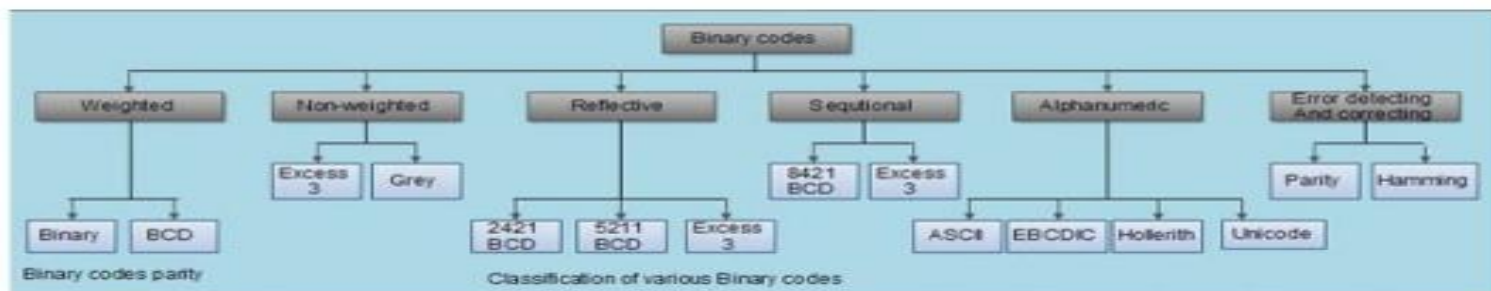 Binary codes
Weighted
Non-weighted
Reflective
Sequtional
Alphanumeric
Error detecting
And correcting
Excess
3
Grey
8421
BCD
Excess
3
Parity
Hamming
Binary
BCD
2421
BCD
5211
BCD
Excess
3
ASCII
EBCDIC
Hollerith
Unicode
Binary codes parity
Classification of various Binary codes